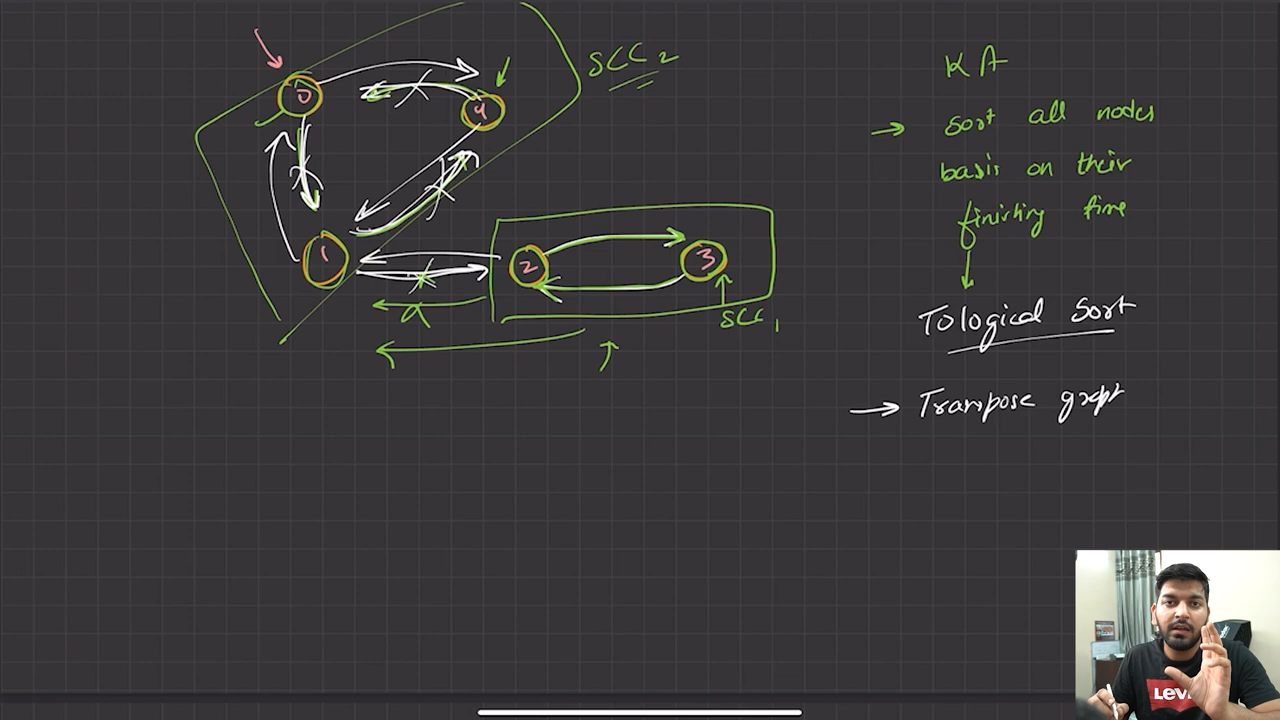 SCC 2
0
4
1
2
3
SCC 1
K A
→ Sort all nodes
basis on their
finishing time
Tological Sort
→ Transpose graph
LEVI